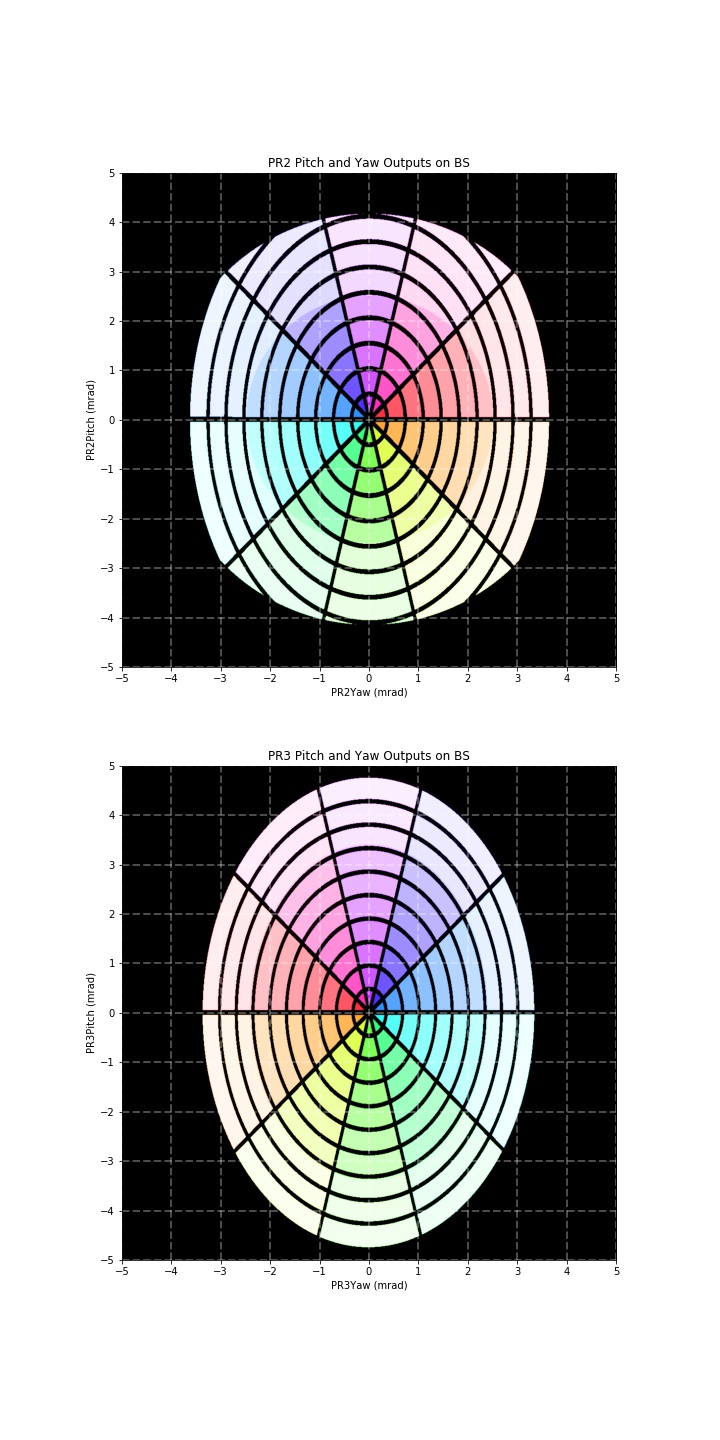 PR2 Pitch and Yaw Outputs on BS
5
4
3
2
1
0
−1
−2
−3
−4
−5
PR2Pitch (mrad)
−5 −4 −3 −2 −1 0 1 2 3 4 5
PR2Yaw (mrad)
PR3 Pitch and Yaw Outputs on BS
5
4
3
2
1
0
−1
−2
−3
−4
−5
PR3Pitch (mrad)
−5 −4 −3 −2 −1 0 1 2 3 4 5
PR3Yaw (mrad)